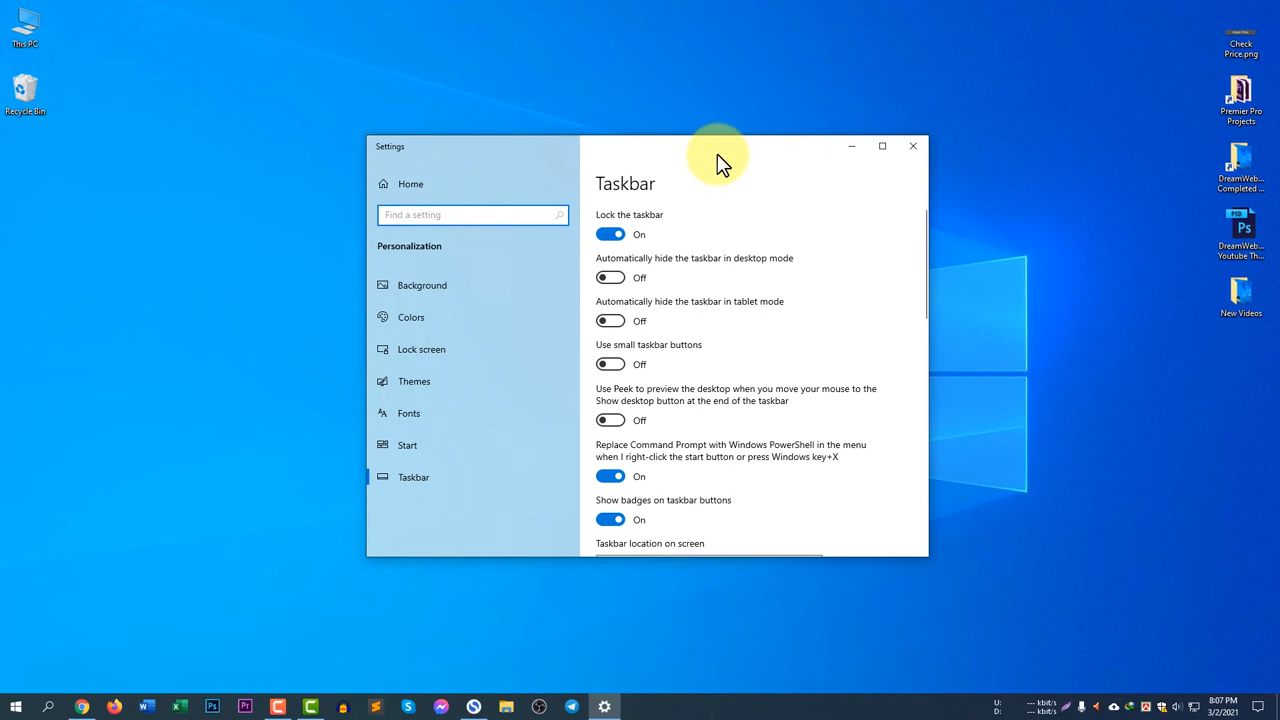 This PC
Recycle Bin
Check
Price.png
Premier Pro
Projects
DreamWeb...
Completed ...
PSD
Ps
DreamWeb...
Youtube Th...
New Videos
Settings
Home
Find a setting
Personalization
Background
Colors
Lock screen
Themes
Fonts
Start
Taskbar
Taskbar
Lock the taskbar
On
Automatically hide the taskbar in desktop mode
Off
Automatically hide the taskbar in tablet mode
Off
Use small taskbar buttons
Off
Use Peek to preview the desktop when you move your mouse to the
Show desktop button at the end of the taskbar
Off
Replace Command Prompt with Windows PowerShell in the menu
when I right-click the start button or press Windows key+X
On
Show badges on taskbar buttons
On
Taskbar location on screen
Ps
Pr
U: --- kbit/s
D: --- kbit/s
8:07 PM
3/2/2021